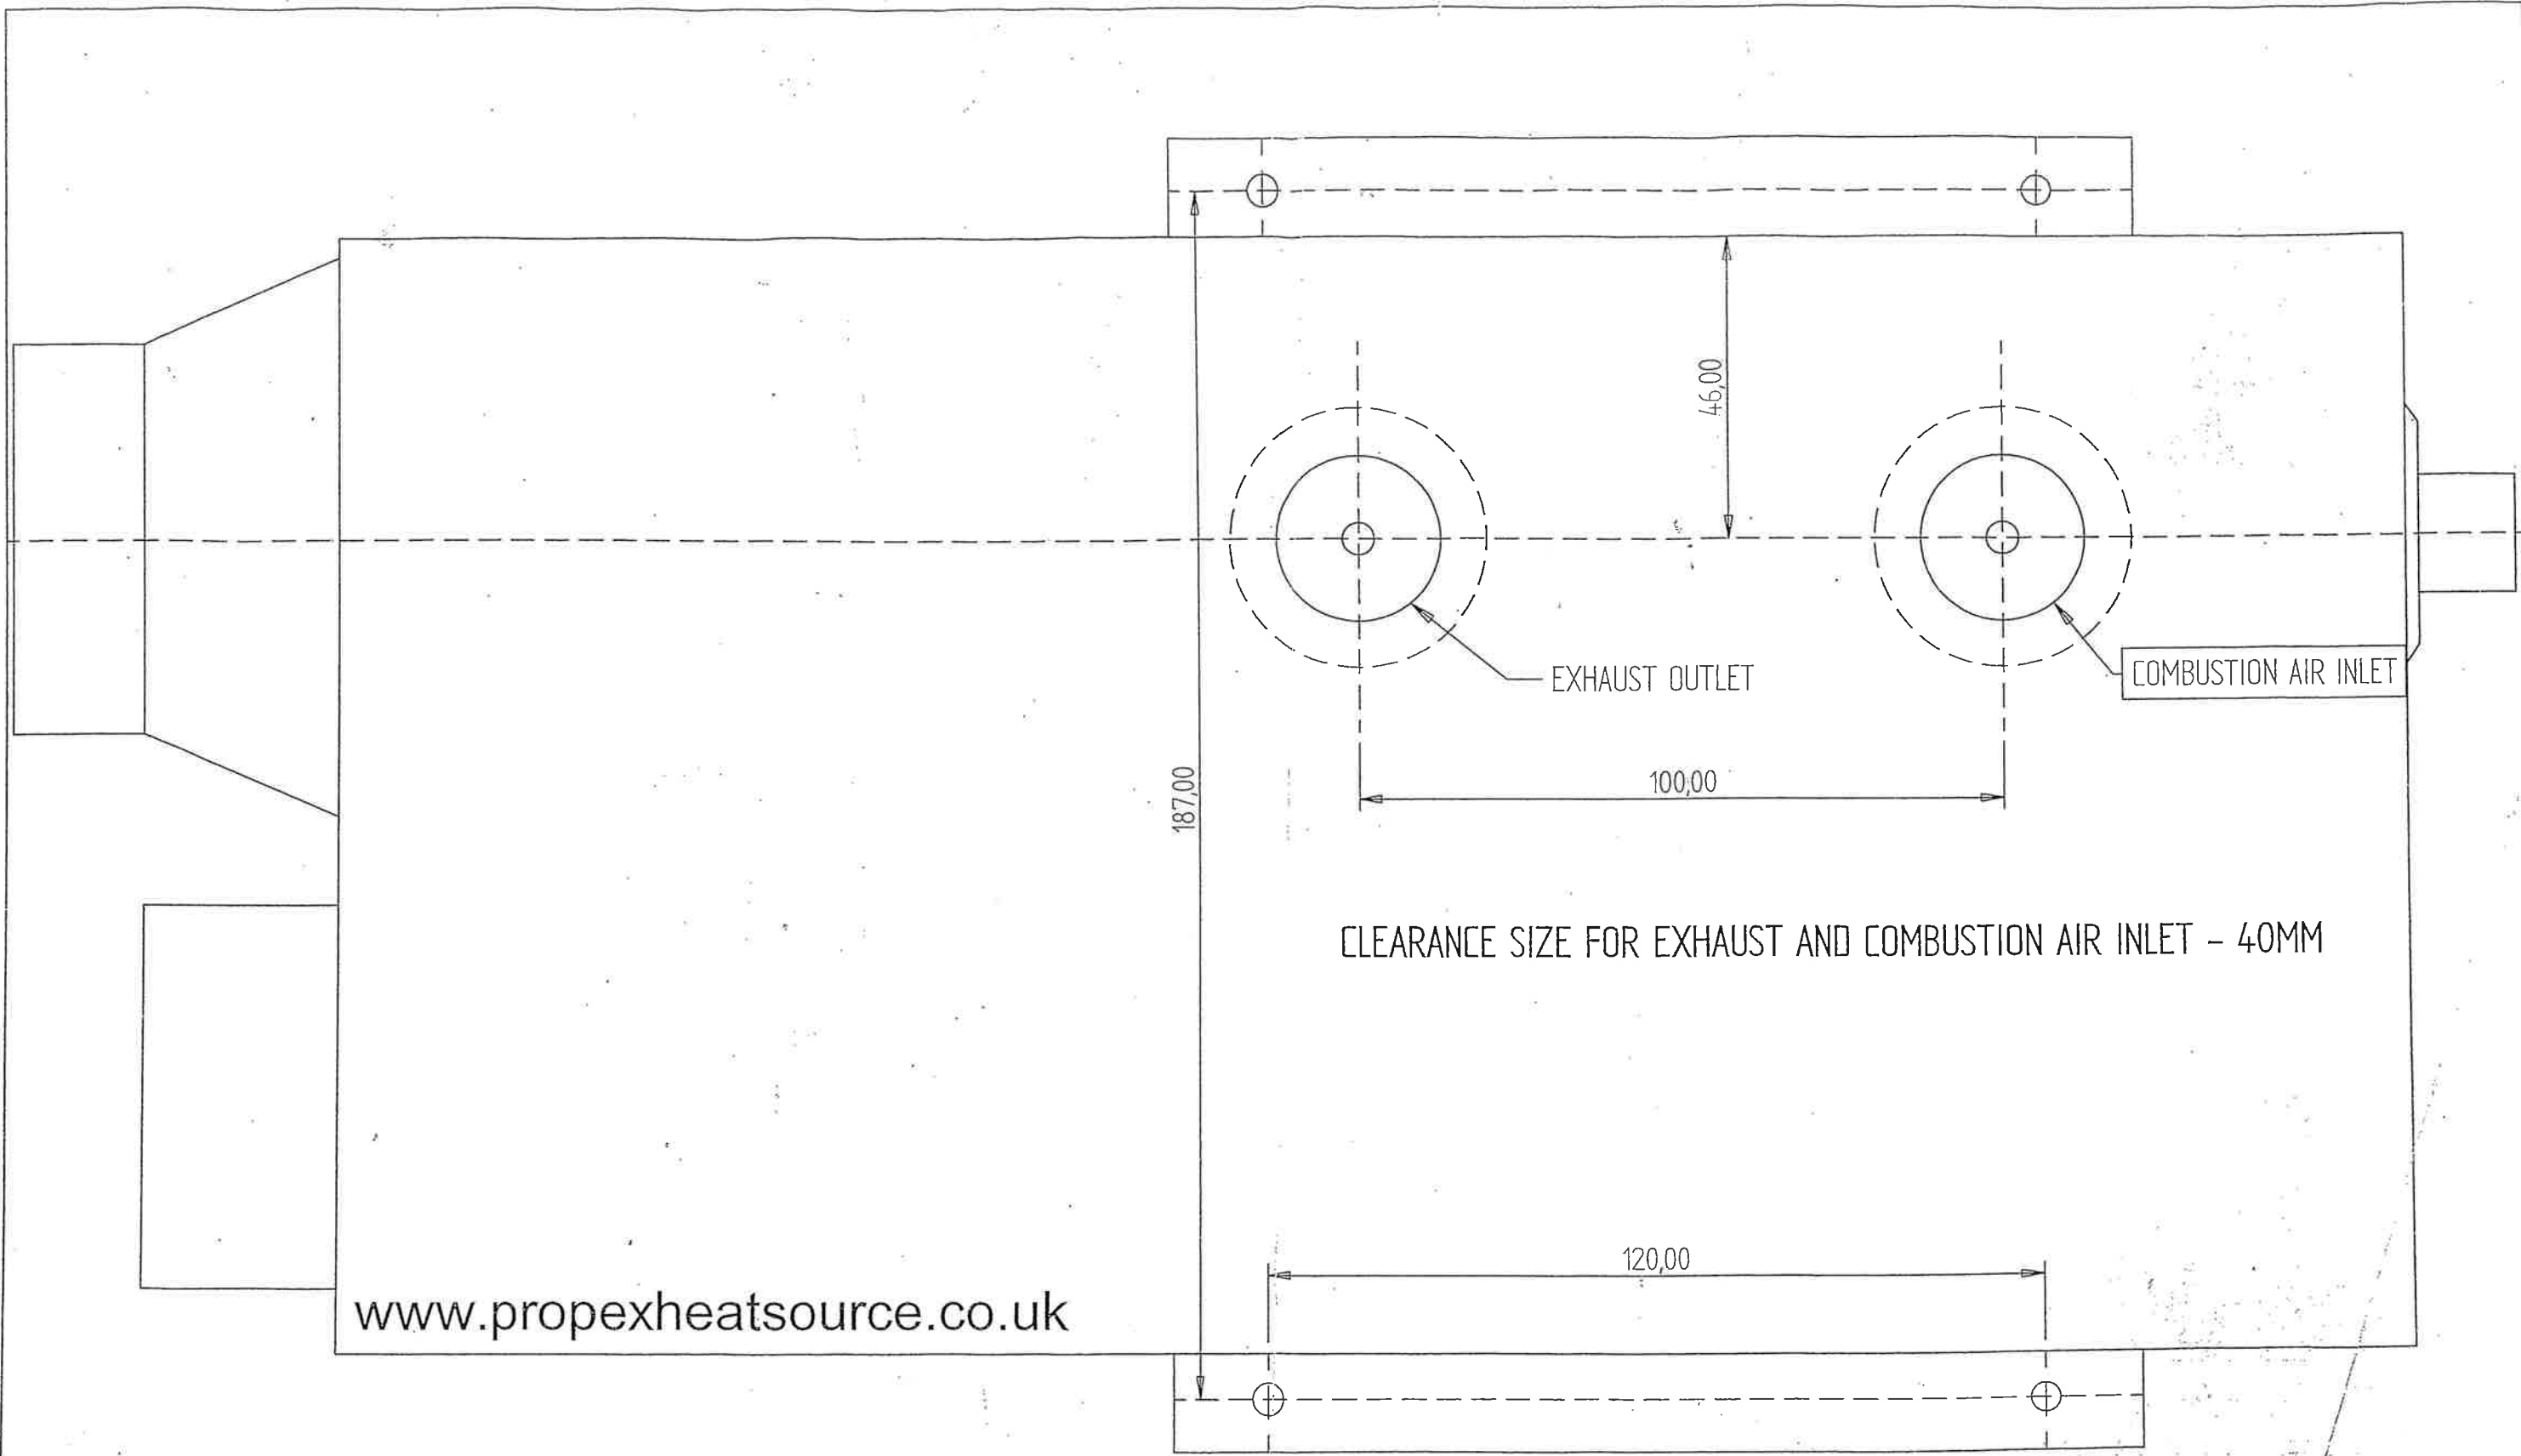 46,00
EXHAUST OUTLET
COMBUSTION AIR INLET
187,00
100,00
CLEARANCE SIZE FOR EXHAUST AND COMBUSTION AIR INLET - 40MM
120,00
www.propexheatsource.co.uk